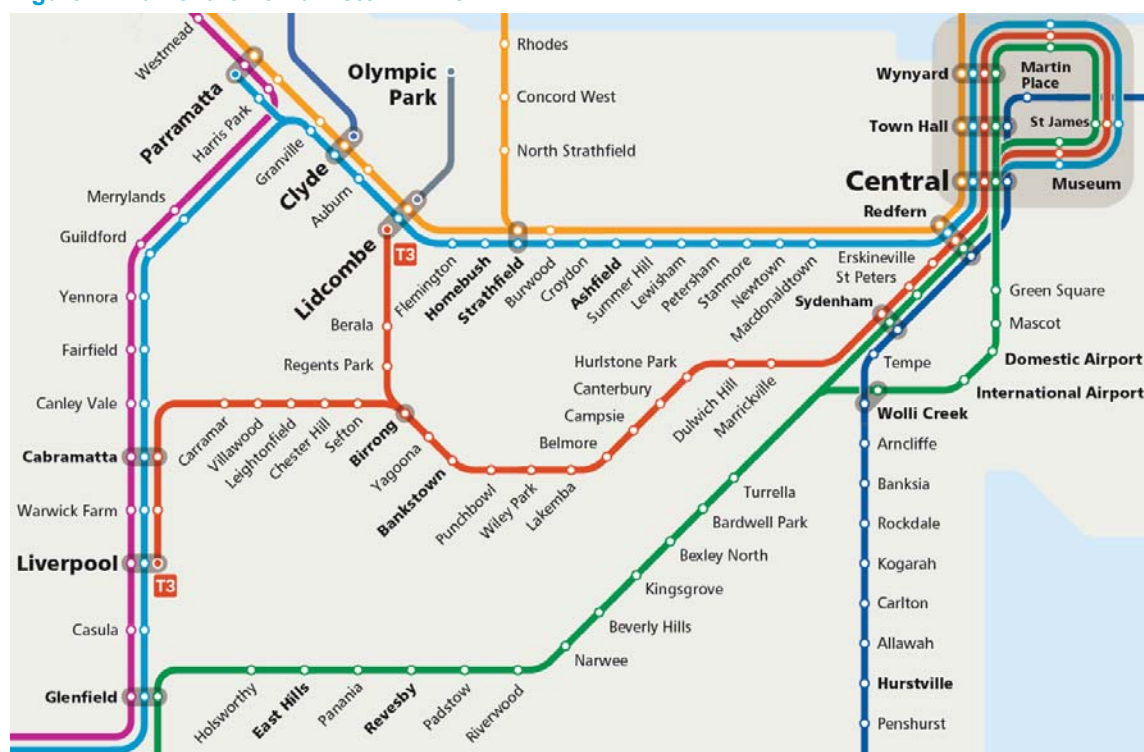 Westmead
Parramatta
Harris Park
Granville
Clyde
Auburn
Olympic
Park
Lidcombe
T3
Merrylands
Guildford
Yennora
Fairfield
Canley Vale
Cabramatta
Warwick Farm
Liverpool
T3
Casula
Glenfield
Rhodes
Concord West
North Strathfield
Flemington
Homebush
Strathfield
Burwood
Croydon
Ashfield
Summer Hill
Lewisham
Petersham
Stanmore
Newtown
Macdonaldtown
Wynyard
Town Hall
Central
Redfern
Martin
Place
St James
Museum
Erskineville
St Peters
Sydenham
Green Square
Mascot
Domestic Airport
International Airport
Tempe
Wolli Creek
Arncliffe
Banksia
Rockdale
Kogarah
Carlton
Allawah
Hurstville
Penshurst
Berala
Regents Park
Carramar
Villawood
Leightonfield
Chester Hill
Sefton
Birrong
Yagoona
Bankstown
Punchbowl
Wiley Park
Lakemba
Belmore
Campsie
Canterbury
Hurlstone Park
Dulwich Hill
Marrickville
Turrella
Bardwell Park
Bexley North
Kingsgrove
Beverly Hills
Narwee
Riverwood
Padstow
Revesby
Panania
East Hills
Holsworthy